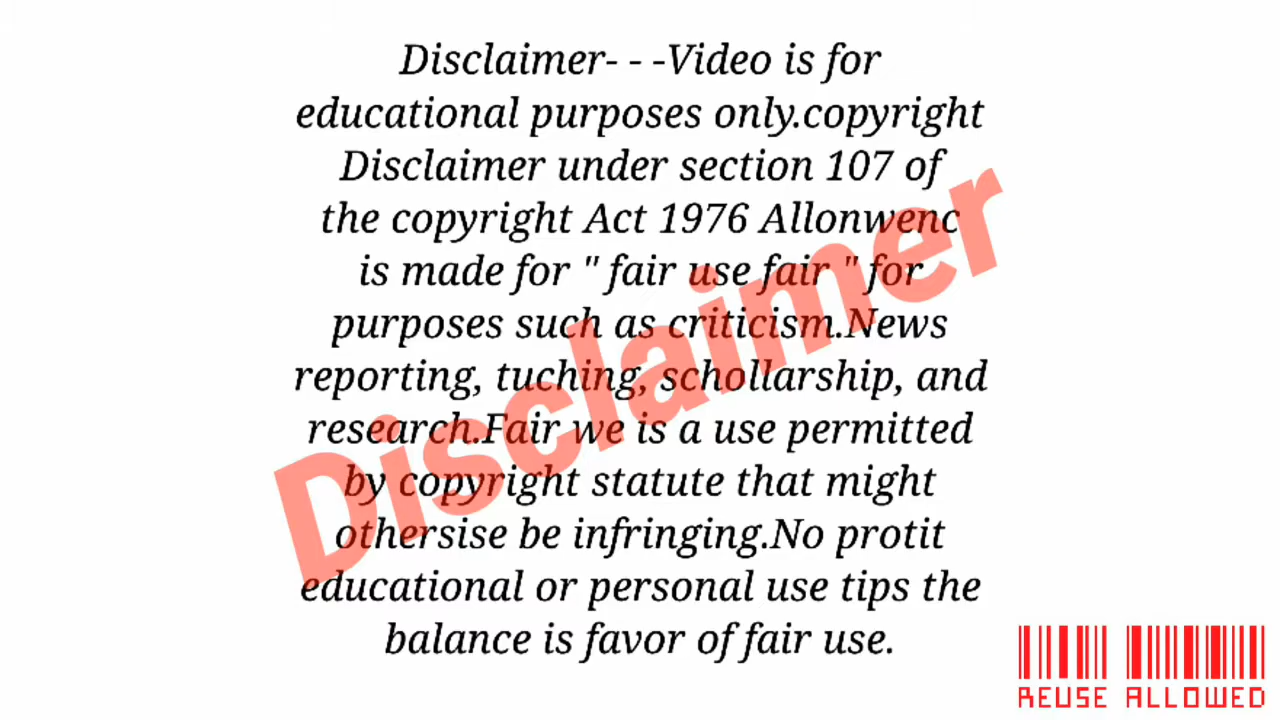 Disclaimer- - -Video is for
educational purposes only.copyright
Disclaimer under section 107 of
the copyright Act 1976 Allonwenc
is made for " fair use fair " for
purposes such as criticism.News
reporting, tuching, schollarship, and
research.Fair we is a use permitted
by copyright statute that might
othersise be infringing.No protit
educational or personal use tips the
balance is favor of fair use.
Disclaimer
REUSE ALLOWED